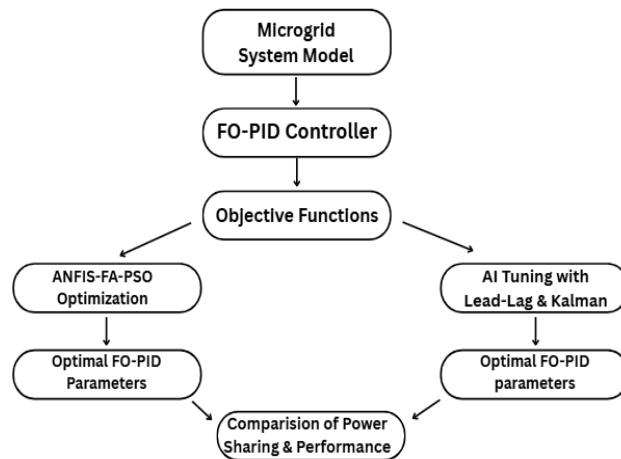 Microgrid
System Model
FO-PID Controller
Objective Functions
ANFIS-FA-PSO
Optimization
AI Tuning with
Lead-Lag & Kalman
Optimal FO-PID
Parameters
Optimal FO-PID
parameters
Comparision of Power
Sharing & Performance